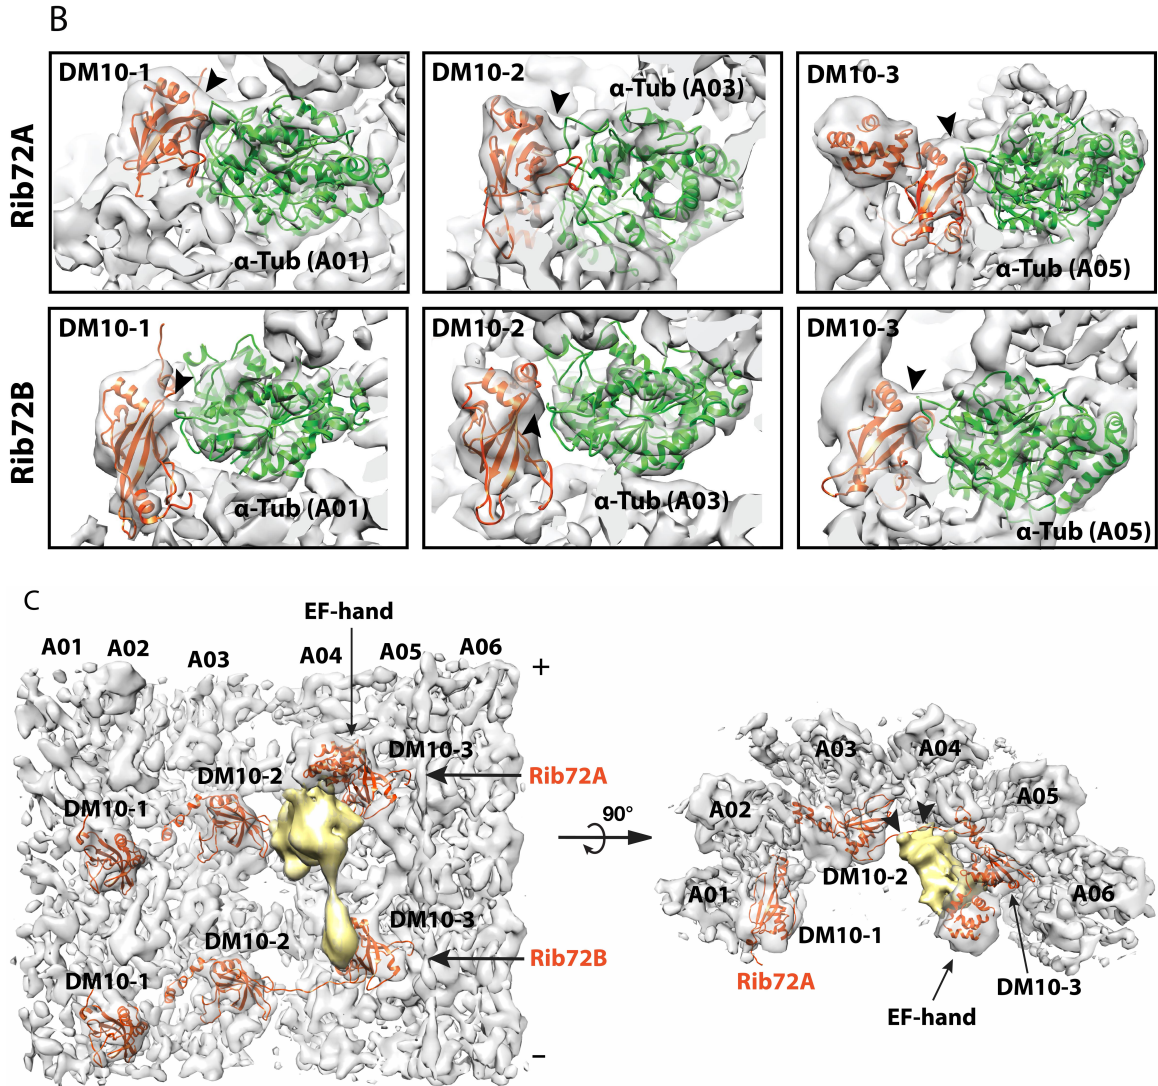 B
Rib72A
DM10-1
α-Tub (A01)
DM10-2
α-Tub (A03)
DM10-3
α-Tub (A05)
Rib72B
DM10-1
α-Tub (A01)
DM10-2
α-Tub (A03)
DM10-3
α-Tub (A05)
C
EF-hand
A01
A02
A03
A04
A05
A06
+
DM10-3
DM10-2
Rib72A
DM10-1
DM10-3
DM10-2
Rib72B
DM10-1
–
90°
A03
A04
A02
A05
DM10-2
A01
A06
DM10-1
Rib72A
DM10-3
EF-hand